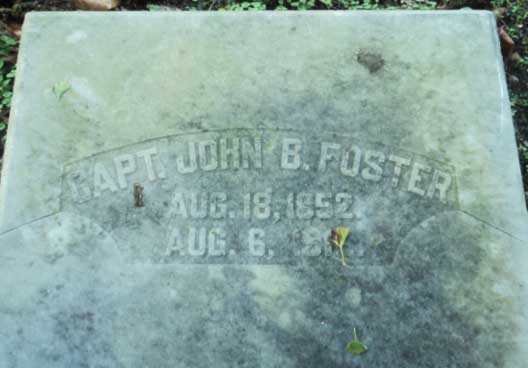 CAPT. JOHN B. FOSTER
AUG. 18, 1852.
AUG. 6,